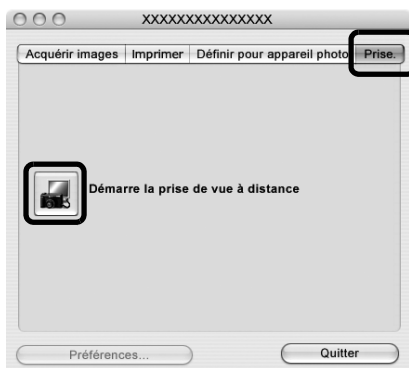 XXXXXXXXXXXXXXX
Acquérir images Imprimer Définir pour appareil photo Prise.
Démarre la prise de vue à distance
Préférences... Quitter